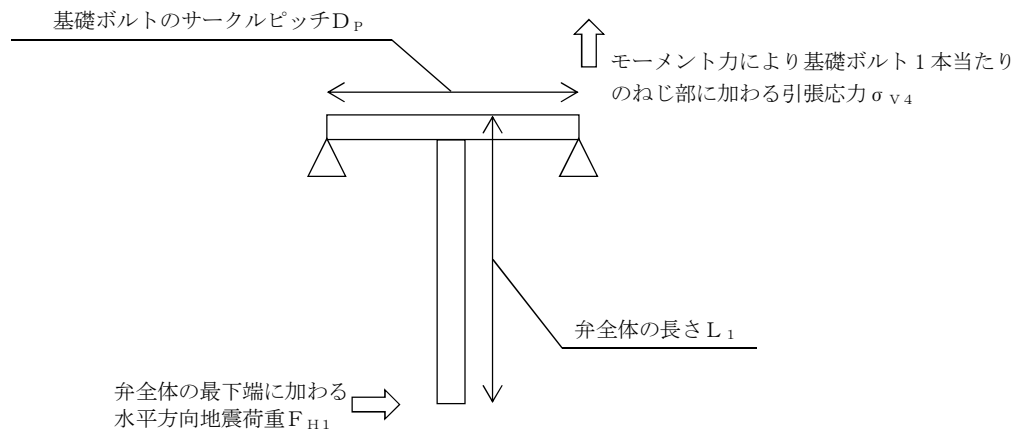 基礎ボルトのサークルピッチＤＰ
モーメント力により基礎ボルト１本当たり
のねじ部に加わる引張応力σＶ４
弁全体の長さＬ１
弁全体の最下端に加わる
水平方向地震荷重ＦＨ１